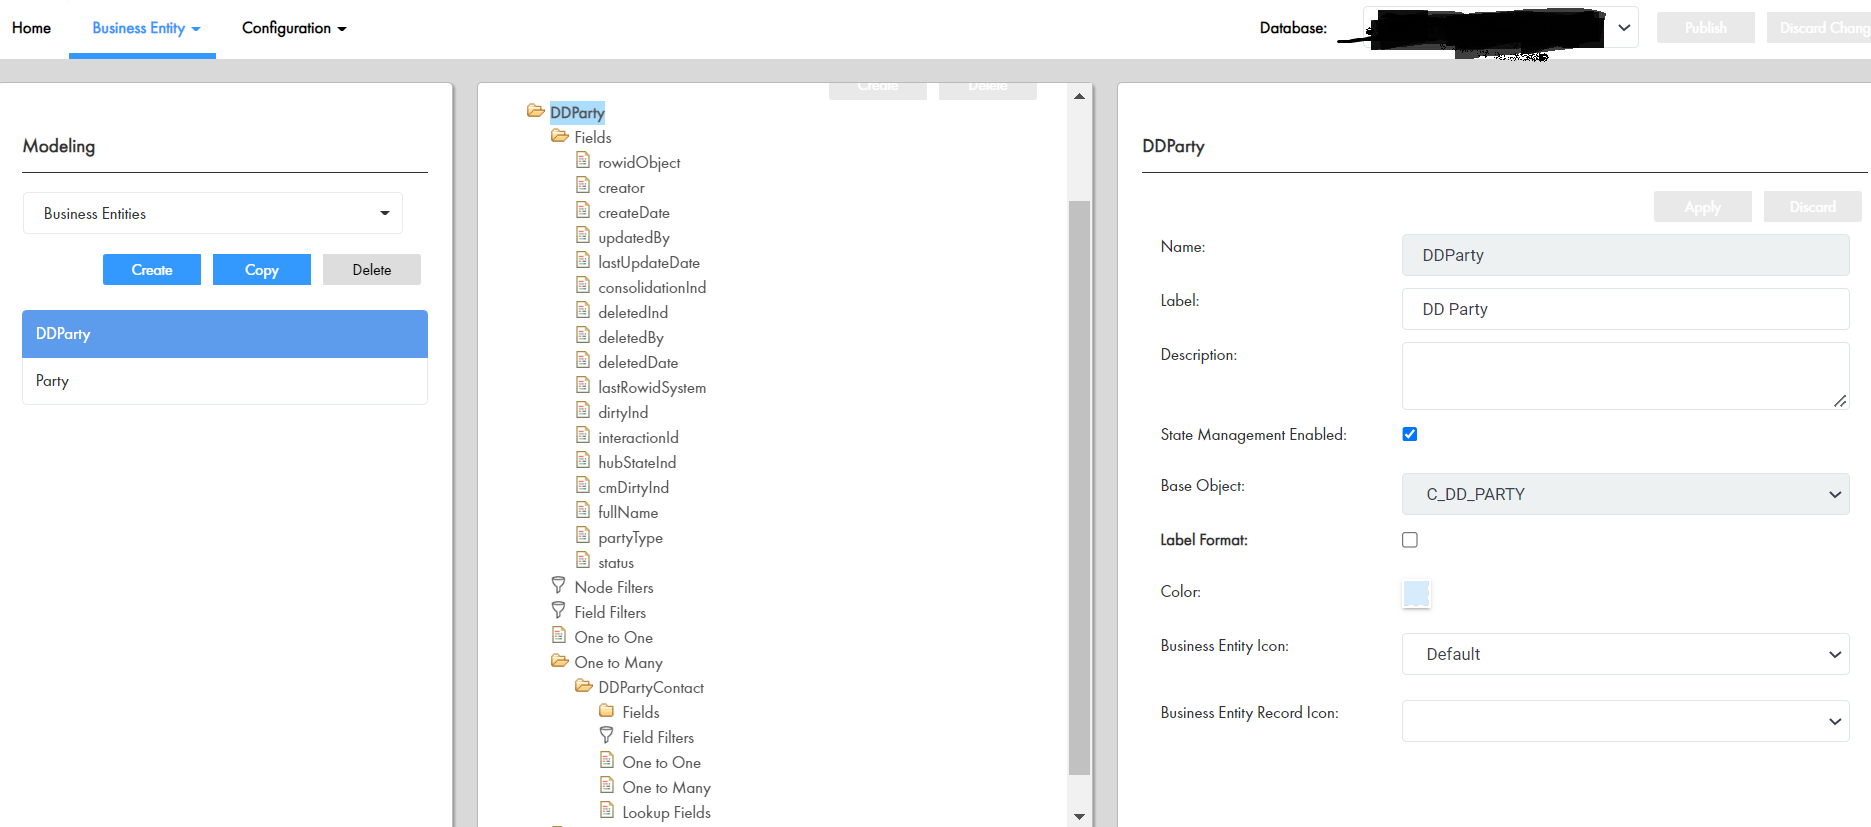 Home Business Entity Configuration Database: Publish Discard Chang
Modeling
Business Entities
Create Copy Delete
DDParty
Party
Create Delete
DDParty
Fields
rowidObject
creator
createDate
updatedBy
lastUpdateDate
consolidationInd
deletedInd
deletedBy
deletedDate
lastRowidSystem
dirtyInd
interactionId
hubStateInd
cmDirtyInd
fullName
partyType
status
Node Filters
Field Filters
One to One
One to Many
DDPartyContact
Fields
Field Filters
One to One
One to Many
Lookup Fields
DDParty
Apply Discard
Name: DDParty
Label: DD Party
Description:
State Management Enabled:
Base Object: C_DD_PARTY
Label Format:
Color:
Business Entity Icon: Default
Business Entity Record Icon: